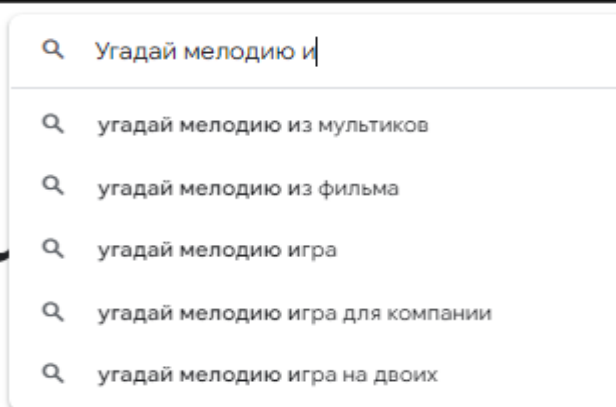 Угадай мелодию и
угадай мелодию из мультиков
угадай мелодию из фильма
угадай мелодию игра
угадай мелодию игра для компании
угадай мелодию игра на двоих